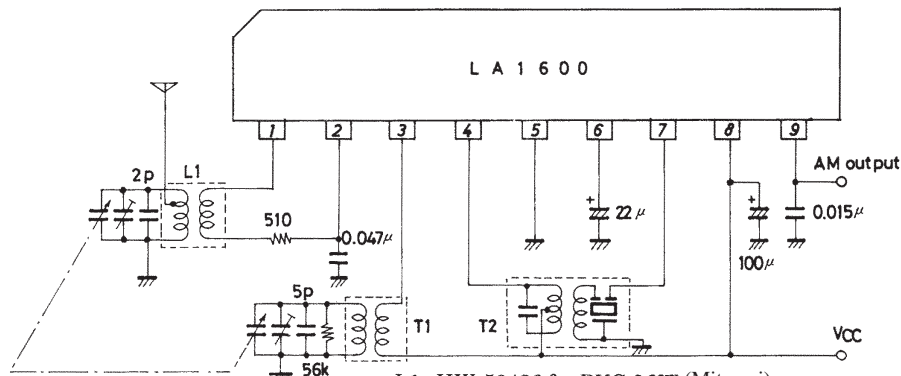 LA1600
1 2 3 4 5 6 7 8 9
AM output
2p L1
510
0.047μ
22μ
+
+
0.015μ
100μ
5p
T1
T2
VCC
56k